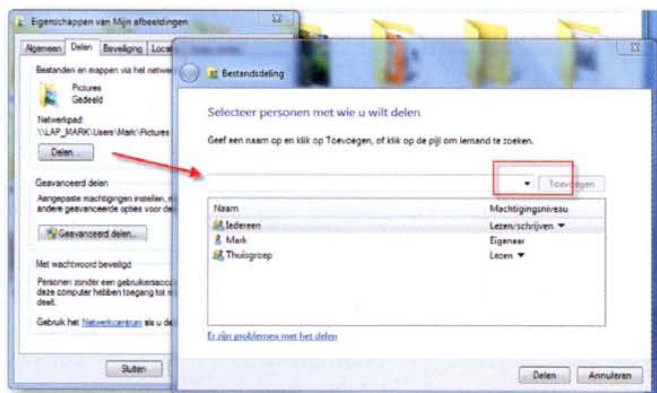 Eigenschappen van Mijn afbeeldingen
Algemeen Delen Beveiliging
Bestanden en mappen via het
Pictures
Gedeeld
Netwerkpad:
\\LAP_MARK\Users\Mark\Pictures
Delen...
Geavanceerd delen
Aangepaste machtigingen instellen,
andere geavanceerde opties voor
Geavanceerd delen...
Met wachtwoord beveiligd
Personen zonder een
deze computer hebben toegang tot
deelt.
Gebruik het Netwerkcentrum als u
Sluiten
Bestandsdeling
Selecteer personen met wie u wilt delen
Geef een naam op en klik op Toevoegen, of klik op de pijl om iemand te zoeken.
Toevoegen
Naam Machtigingsniveau
Iedereen Lezen/schrijven
Mark Eigenaar
Thuisgroep Lezen
Er zijn problemen met het delen
Delen Annuleren